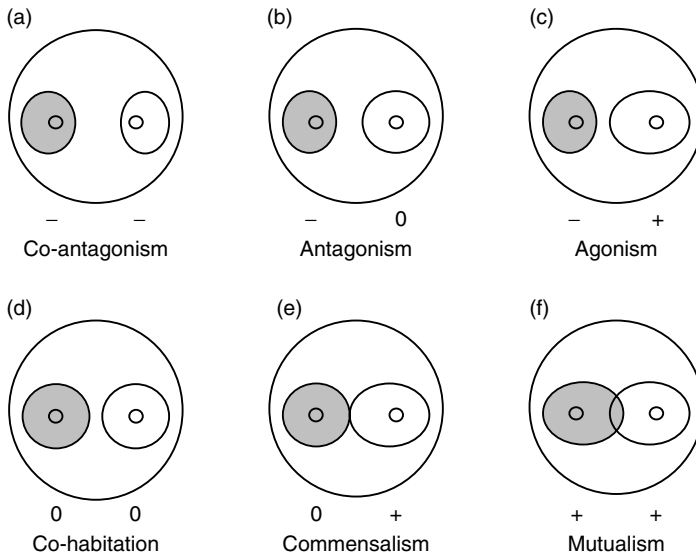 (a)
(b)
(c)
– –
– 0
– +
Co-antagonism
Antagonism
Agonism
(d)
(e)
(f)
0 0
0 +
+ +
Co-habitation
Commensalism
Mutualism